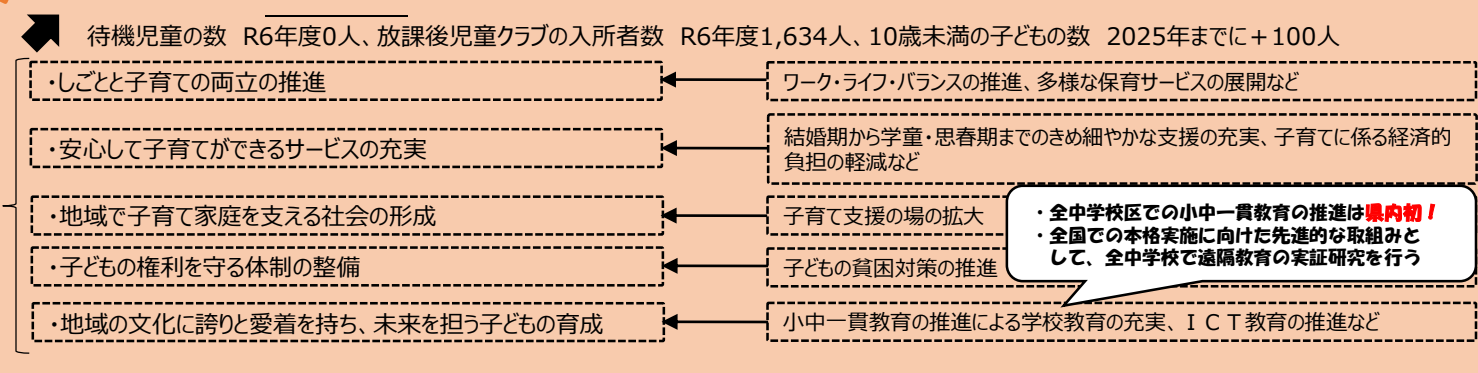 待機児童の数 R6年度0人、放課後児童クラブの入所者数 R6年度1,634人、10歳未満の子どもの数 2025年までに＋100人
・しごとと子育ての両立の推進
ワーク・ライフ・バランスの推進、多様な保育サービスの展開など
・安心して子育てができるサービスの充実
結婚期から学童・思春期までのきめ細やかな支援の充実、子育てに係る経済的
負担の軽減など
・地域で子育て家庭を支える社会の形成
子育て支援の場の拡大
・全中学校区での小中一貫教育の推進は県内初！
・全国での本格実施に向けた先進的な取組みと
して、全中学校で遠隔教育の実証研究を行う
・子どもの権利を守る体制の整備
子どもの貧困対策の推進
・地域の文化に誇りと愛着を持ち、未来を担う子どもの育成
小中一貫教育の推進による学校教育の充実、ＩＣＴ教育の推進など